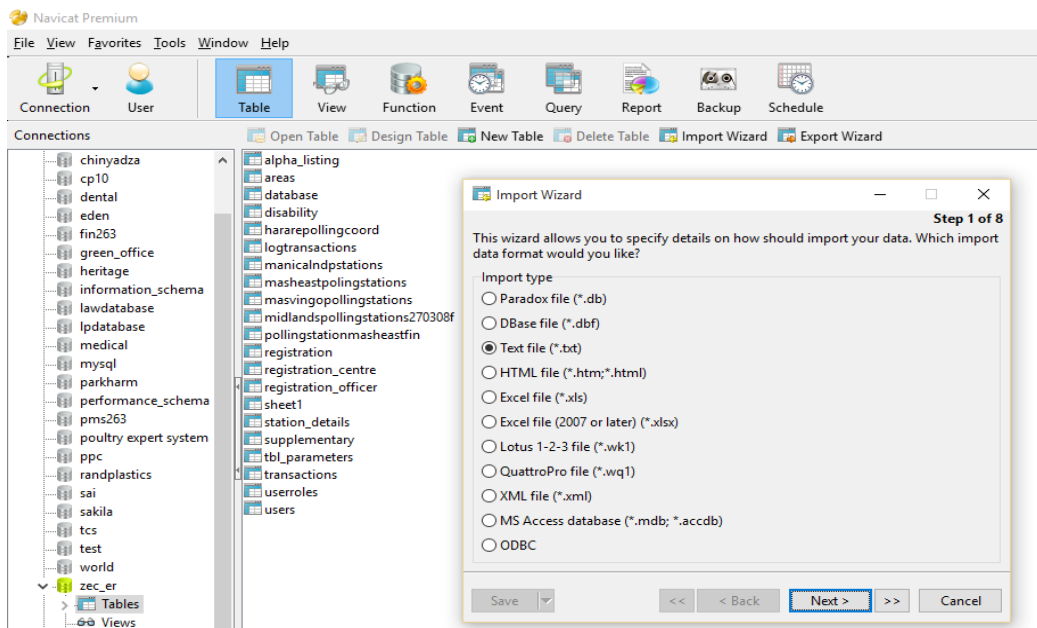 Navicat Premium
File View Favorites Tools Window Help
Connection User Table View Function Event Query Report Backup Schedule
Connections
Open Table Design Table New Table Delete Table Import Wizard Export Wizard
chinyadza
cp10
dental
eden
fin263
green_office
heritage
information_schema
lawdatabase
lpdatabase
medical
mysql
parkharm
performance_schema
pms263
poultry expert system
ppc
randplastics
sai
sakila
tcs
test
world
zec_er
Tables
Views
alpha_listing
areas
database
disability
hararepollingcoord
logtransactions
manicalndpstations
masheastpolingstations
masvingopollingstations
midlandspollingstations270308f
pollingstationmasheastfin
registration
registration_centre
registration_officer
sheet1
station_details
supplementary
tbl_parameters
transactions
userroles
users
Import Wizard
Step 1 of 8
This wizard allows you to specify details on how should import your data. Which import
data format would you like?
Import type
Paradox file (*.db)
DBase file (*.dbf)
Text file (*.txt)
HTML file (*.htm;*.html)
Excel file (*.xls)
Excel file (2007 or later) (*.xlsx)
Lotus 1-2-3 file (*.wk1)
QuattroPro file (*.wq1)
XML file (*.xml)
MS Access database (*.mdb; *.accdb)
ODBC
Save << < Back Next > >> Cancel